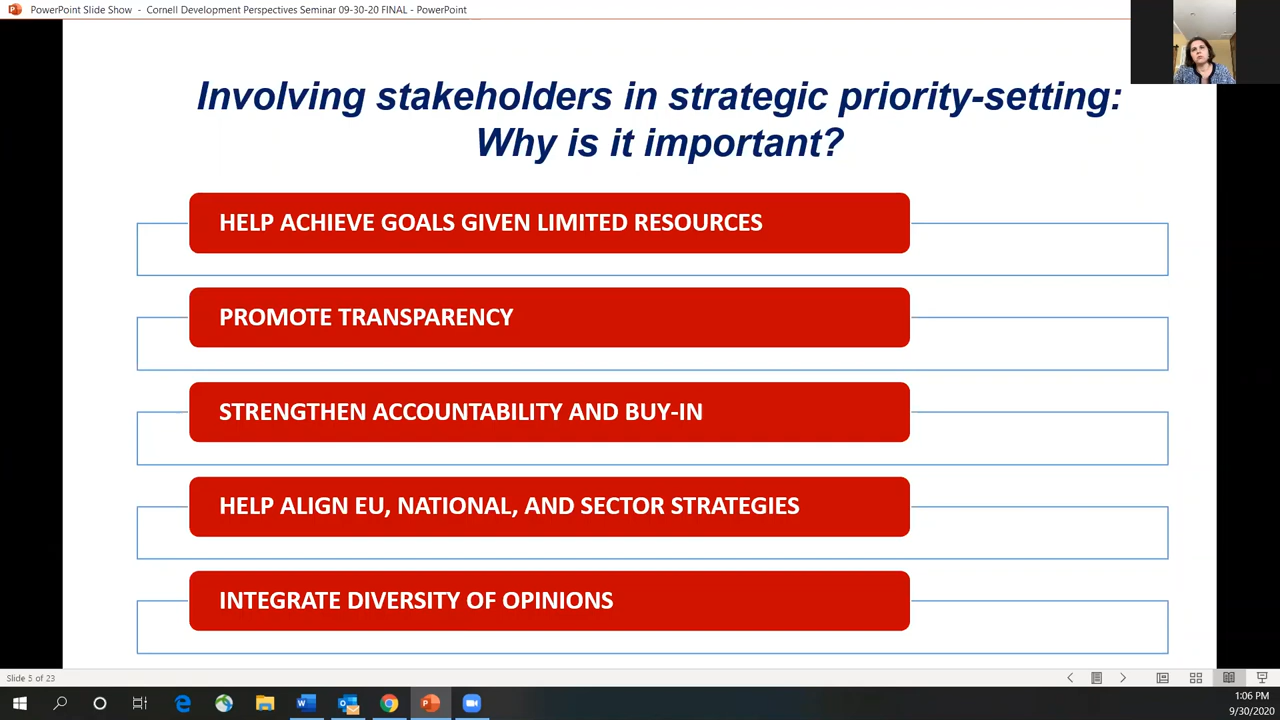 PowerPoint Slide Show - Cornell Development Perspectives Seminar 09-30-20 FINAL - PowerPoint
Involving stakeholders in strategic priority-setting:
Why is it important?
HELP ACHIEVE GOALS GIVEN LIMITED RESOURCES
PROMOTE TRANSPARENCY
STRENGTHEN ACCOUNTABILITY AND BUY-IN
HELP ALIGN EU, NATIONAL, AND SECTOR STRATEGIES
INTEGRATE DIVERSITY OF OPINIONS
Slide 5 of 23
1:06 PM
9/30/2020